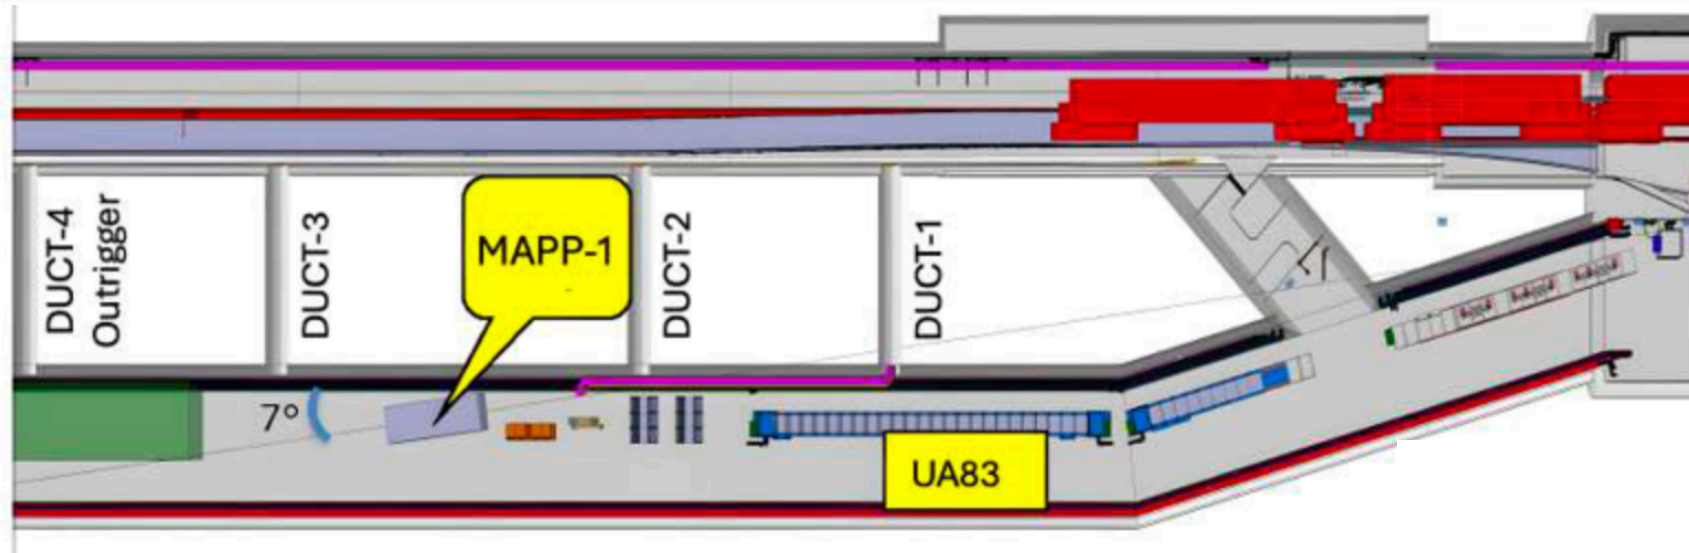 DUCT-4
Outrigger
DUCT-3
MAPP-1
DUCT-2
DUCT-1
7°
UA83